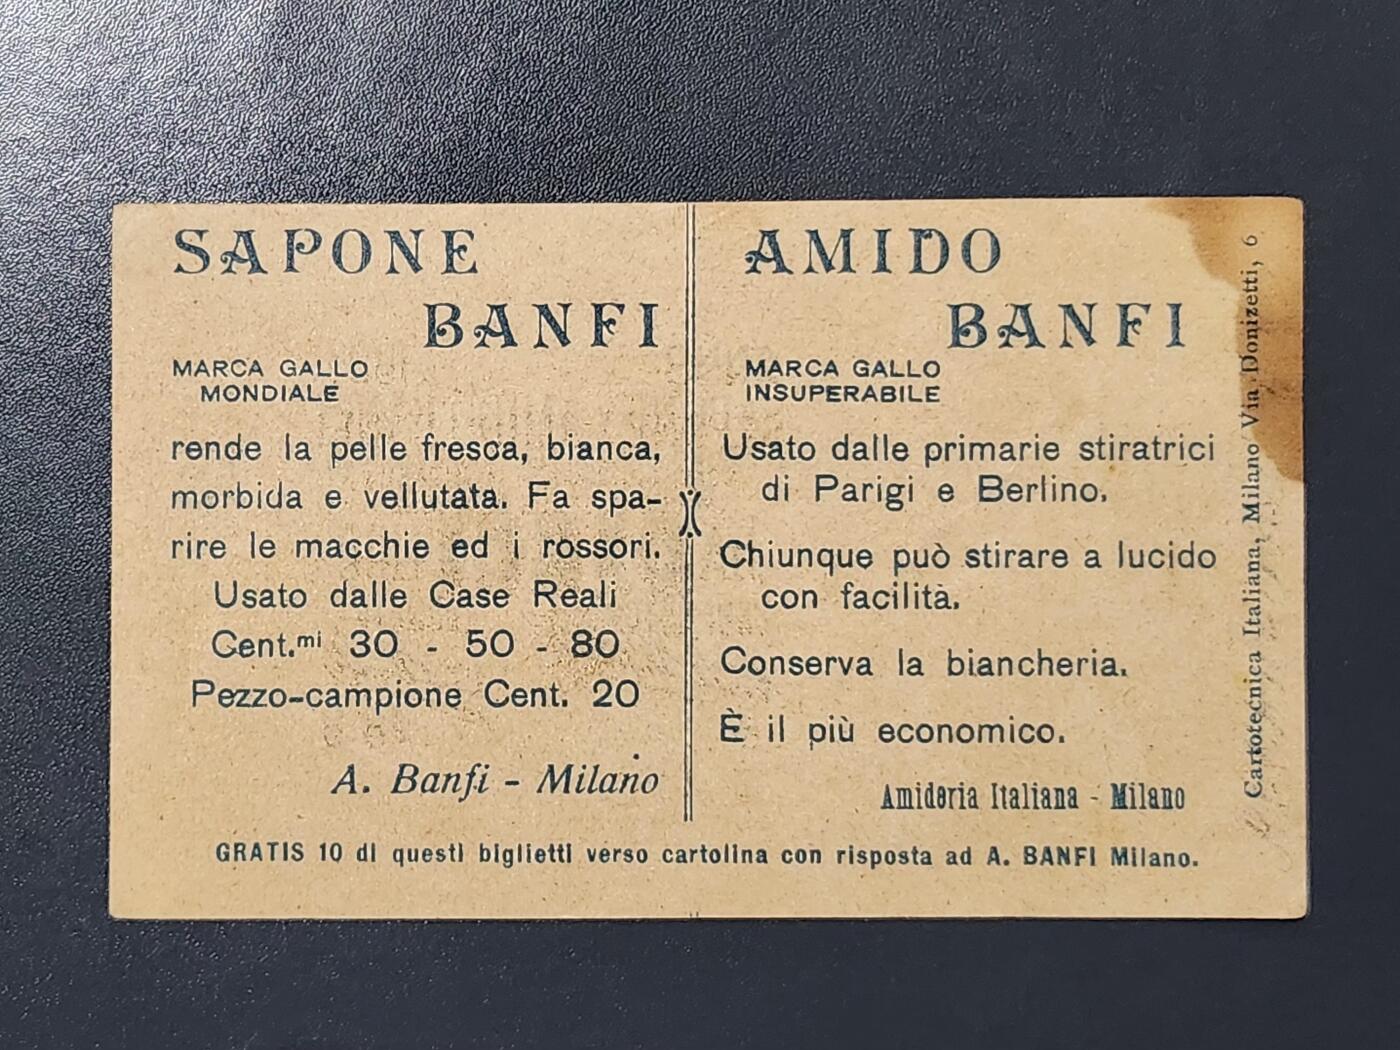 SAPONE
BANFI
MARCA GALLO
MONDIALE
rende la pelle fresca, bianca,
morbida e vellutata. Fa spa-
rire le macchie ed i rossori.
Usato dalle Case Reali
Cent.mi 30 - 50 - 80
Pezzo-campione Cent. 20
A. Banfi - Milano
AMIDO
BANFI
MARCA GALLO
INSUPERABILE
Usato dalle primarie stiratrici
di Parigi e Berlino.
Chiunque può stirare a lucido
con facilità.
Conserva la biancheria.
È il più economico.
Amideria Italiana - Milano
GRATIS 10 di questi biglietti verso cartolina con risposta ad A. BANFI Milano.
Cartotecnica Italiana, Milano Via Donizetti, 6